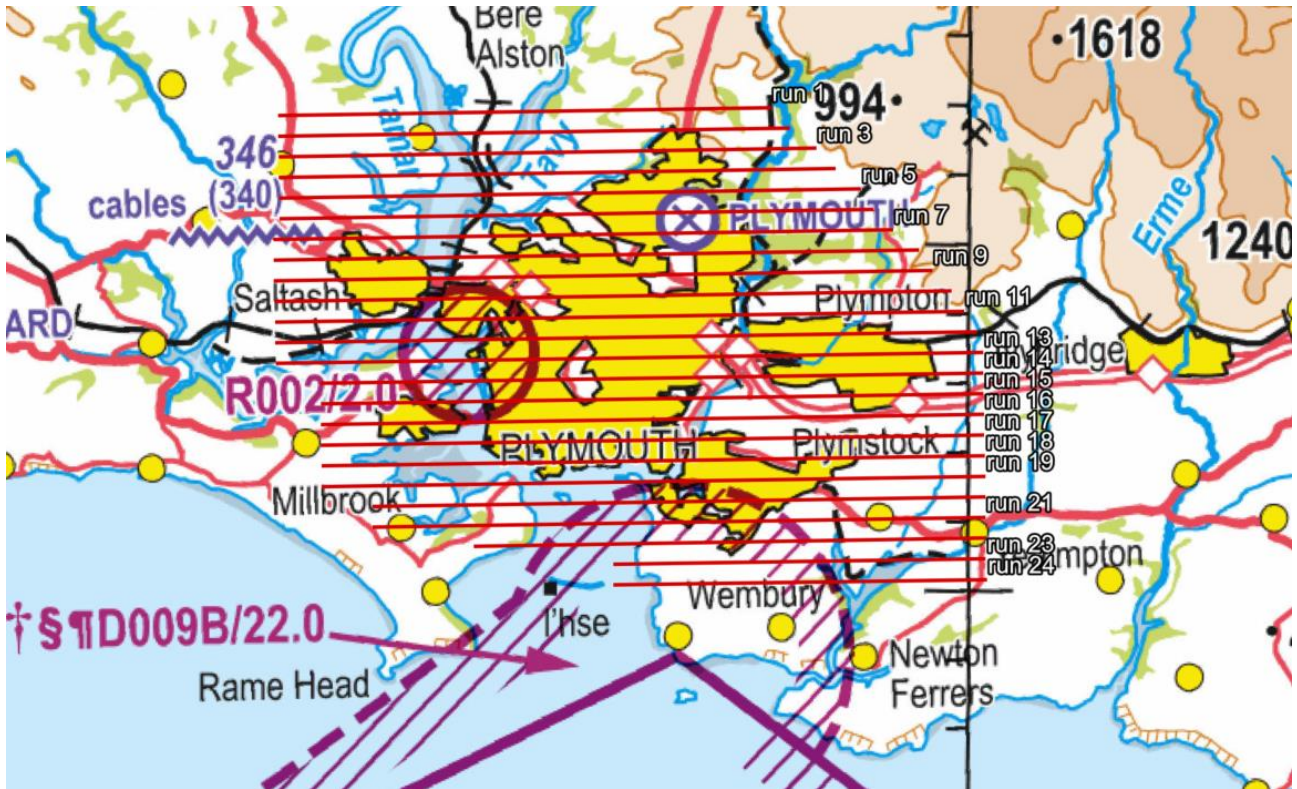 Bere
Alston
1618
run 1
994
Tamar
Tavy
run 3
346
(340)
cables
run 5
Erme
PLYMOUTH
run 7
1240
run 9
Saltash
Plympton
run 11
ARD
run 13
run 14
ridge
run 15
R002/2.0
run 16
run 17
PLYMOUTH
Plymstock
run 18
run 19
Millbrook
run 21
run 23
run 24
mpton
Wembury
l'hse
†§¶D009B/22.0
Rame Head
Newton
Ferrers